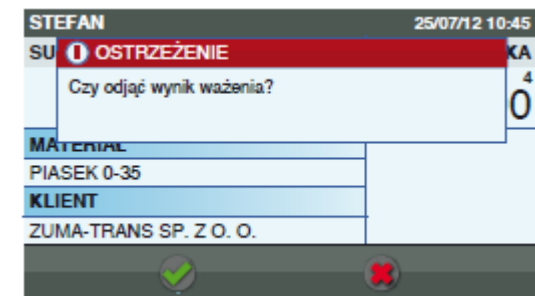 STEFAN 25/07/12 10:45
SU KA
OSTRZEŻENIE
Czy odjąć wynik ważenia?
4
0
MATERIAŁ
PIASEK 0-35
KLIENT
ZUMA-TRANS SP. Z O. O.